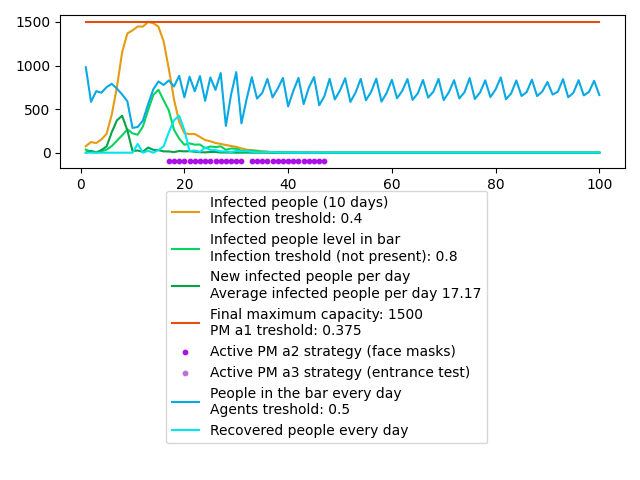 1500
1000
500
0
0 20 40 60 80 100
Infected people (10 days)
Infection treshold: 0.4
Infected people level in bar
Infection treshold (not present): 0.8
New infected people per day
Average infected people per day 17.17
Final maximum capacity: 1500
PM a1 treshold: 0.375
Active PM a2 strategy (face masks)
Active PM a3 strategy (entrance test)
People in the bar every day
Agents treshold: 0.5
Recovered people every day